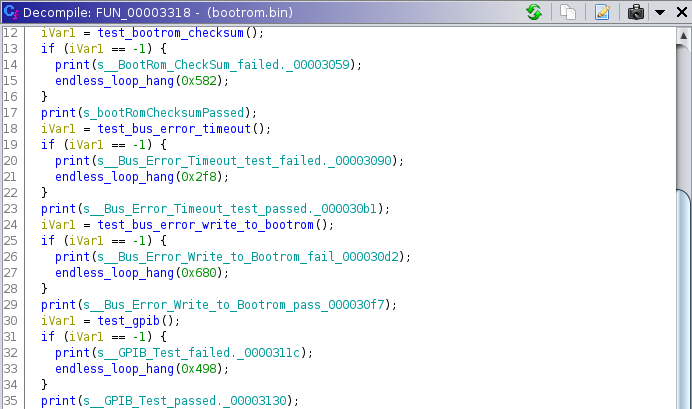 Decompile: FUN_00003318 - (bootrom.bin)
12 iVar1 = test_bootrom_checksum();
13 if (iVar1 == -1) {
14 print(s__BootRom_CheckSum_failed._00003059);
15 endless_loop_hang(0x582);
16 }
17 print(s_bootRomChecksumPassed);
18 iVar1 = test_bus_error_timeout();
19 if (iVar1 == -1) {
20 print(s__Bus_Error_Timeout_test_failed._00003090);
21 endless_loop_hang(0x2f8);
22 }
23 print(s__Bus_Error_Timeout_test_passed._000030b1);
24 iVar1 = test_bus_error_write_to_bootrom();
25 if (iVar1 == -1) {
26 print(s__Bus_Error_Write_to_Bootrom_fail_000030d2);
27 endless_loop_hang(0x680);
28 }
29 print(s__Bus_Error_Write_to_Bootrom_pass_000030f7);
30 iVar1 = test_gpib();
31 if (iVar1 == -1) {
32 print(s__GPIB_Test_failed._0000311c);
33 endless_loop_hang(0x498);
34 }
35 print(s__GPIB_Test_passed._00003130);